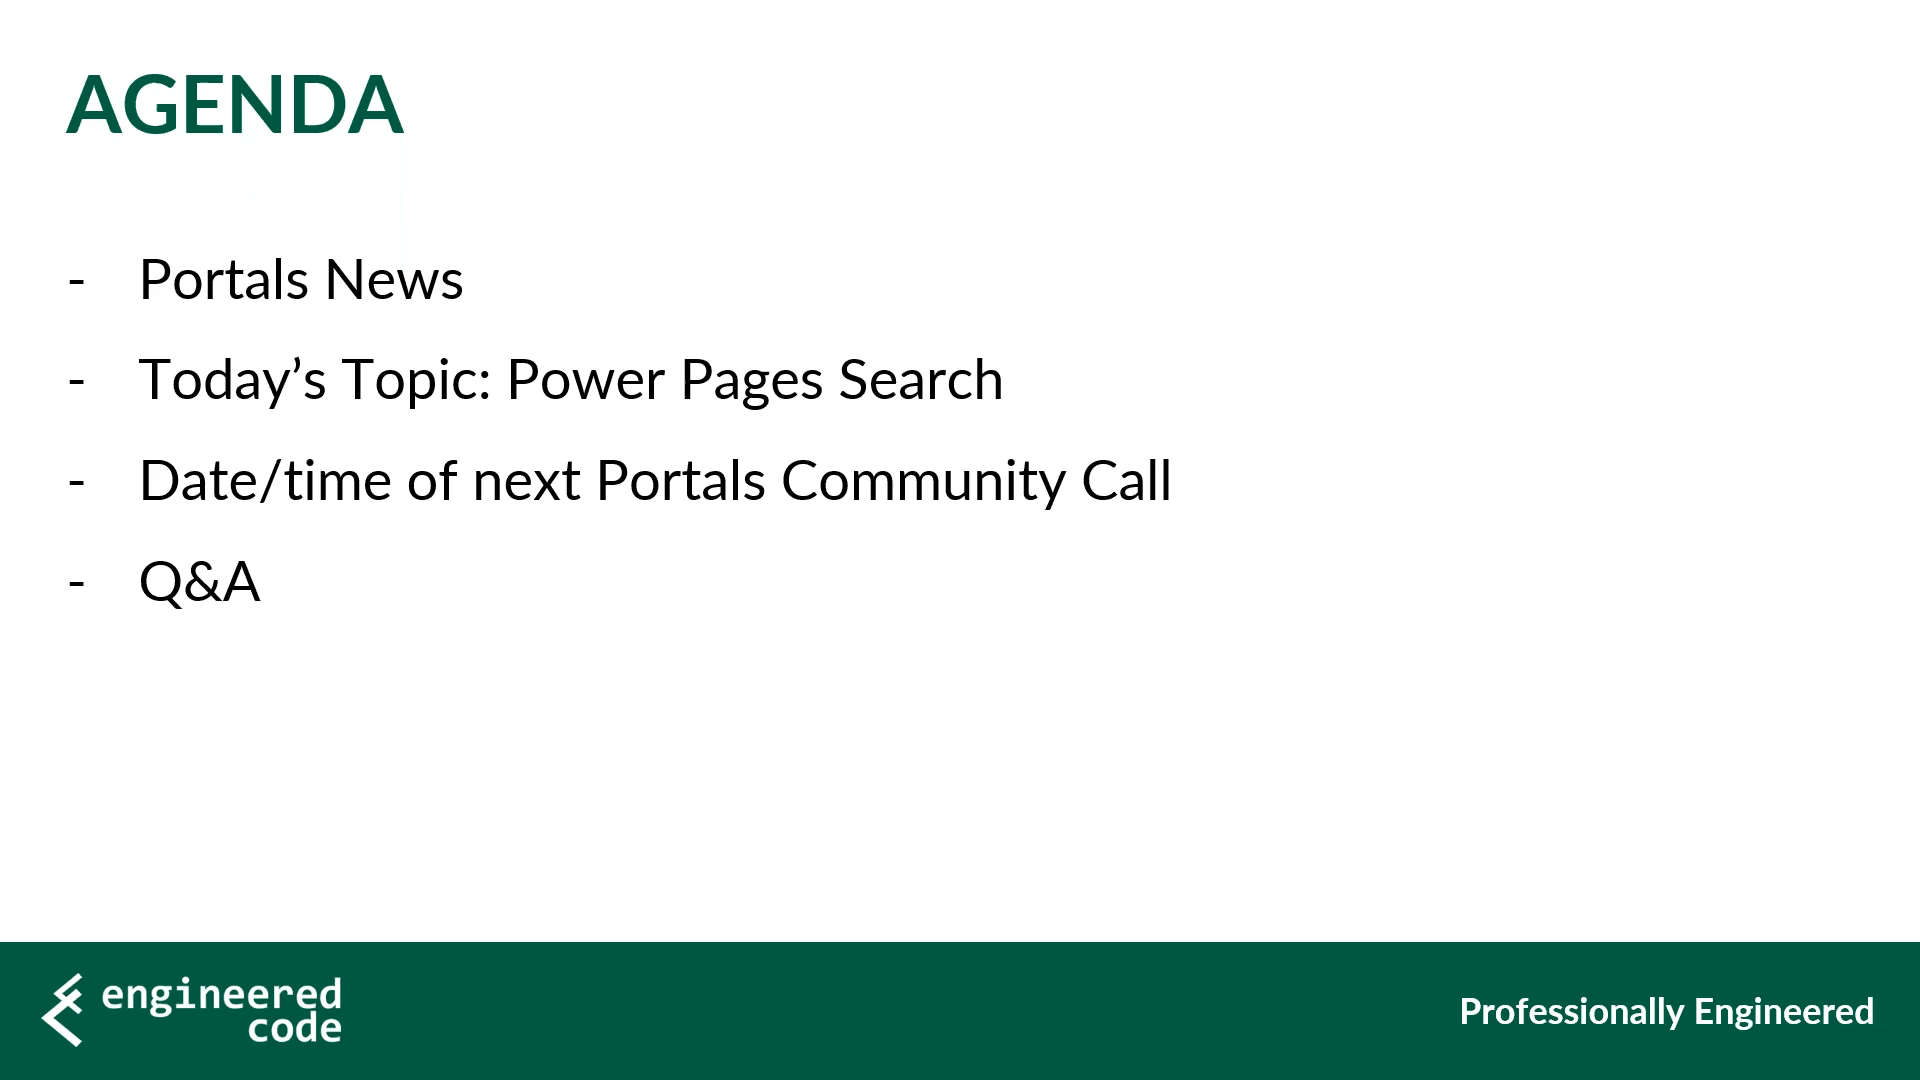 AGENDA
- Portals News
- Today’s Topic: Power Pages Search
- Date/time of next Portals Community Call
- Q&A
engineered
code
Professionally Engineered